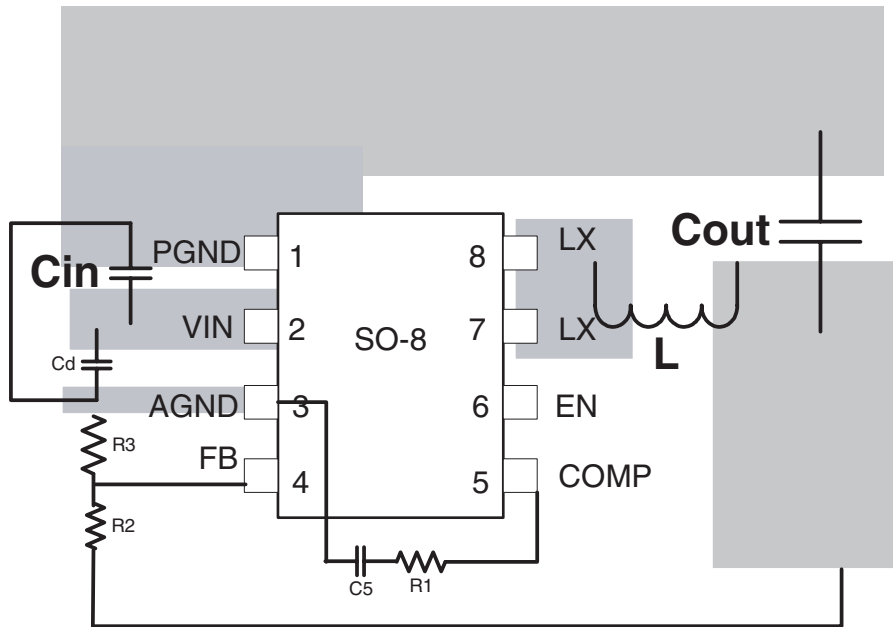 Cin
PGND
1
8
LX
Cout
VIN
2
SO-8
7
LX
L
Cd
AGND
3
6
EN
R3
FB
4
5
COMP
R2
C5
R1